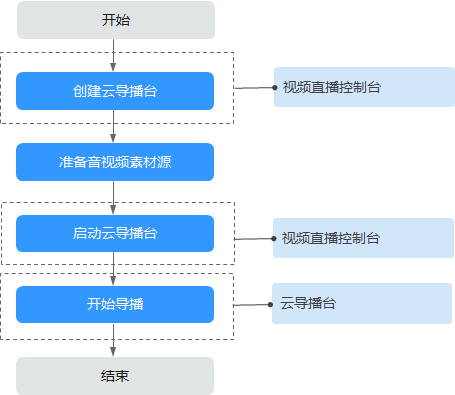 开始
创建云导播台
视频直播控制台
准备音视频素材源
启动云导播台
视频直播控制台
开始导播
云导播台
结束